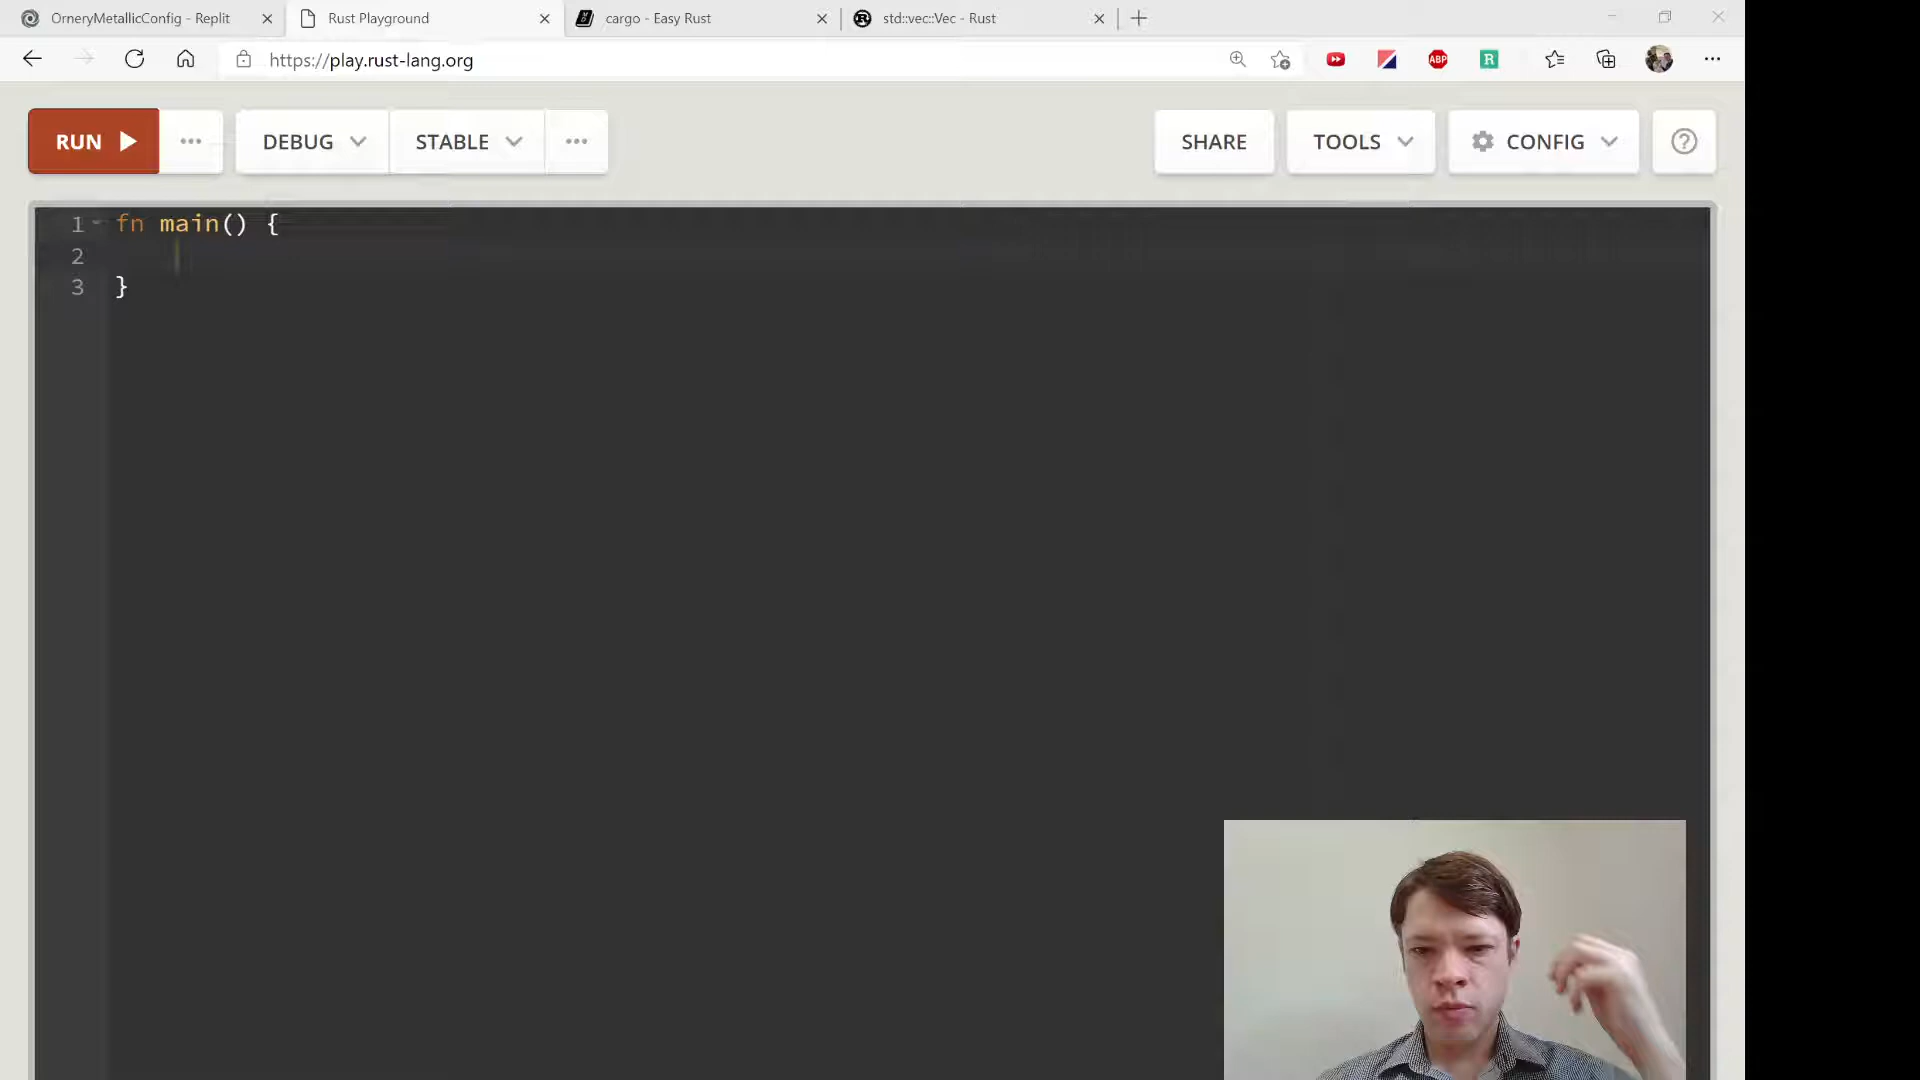 OrneryMetallicConfig - Replit
Rust Playground
cargo - Easy Rust
std::vec::Vec - Rust
https://play.rust-lang.org
ABP
R
RUN
DEBUG
STABLE
SHARE
TOOLS
CONFIG
1 fn main() {
2
3 }